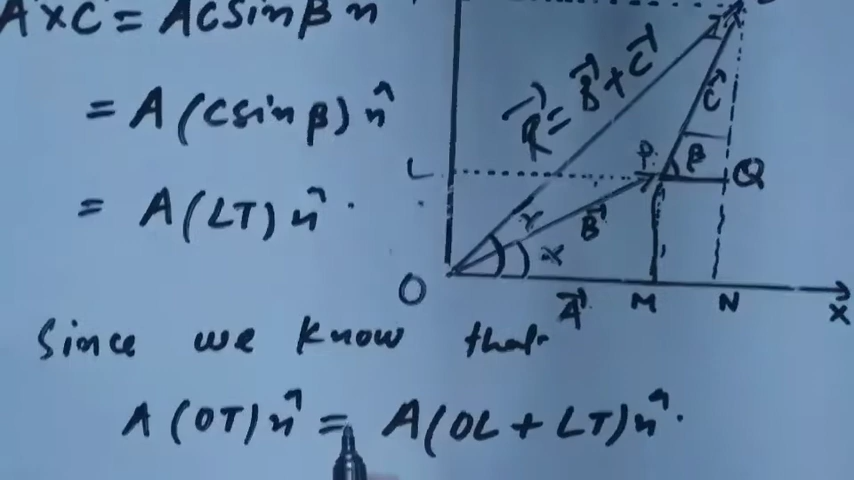 A × C = AC sin β n
= A (C sin β) n̂
= A (LT) n̂ .
R⃗ = B⃗ + C⃗
C⃗
P
β
Q
L
γ
B⃗
α
O
A⃗
M
N
X
Since we know that
A (OT) n̂ = A (OL + LT) n̂ .